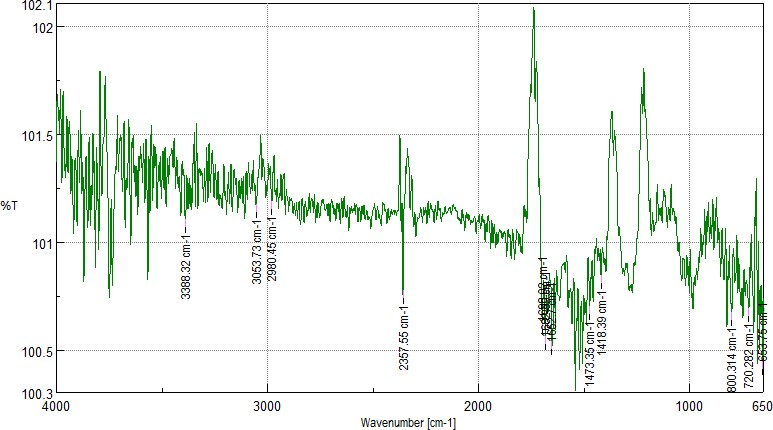 102.1
102
101.5
%T
101
100.5
100.3
3388.32 cm-1
3053.73 cm-1
2980.45 cm-1
2357.55 cm-1
1473.35 cm-1
1418.39 cm-1
800.314 cm-1
720.282 cm-1
653.75 cm-1
4000
3000
2000
1000
650
Wavenumber [cm-1]